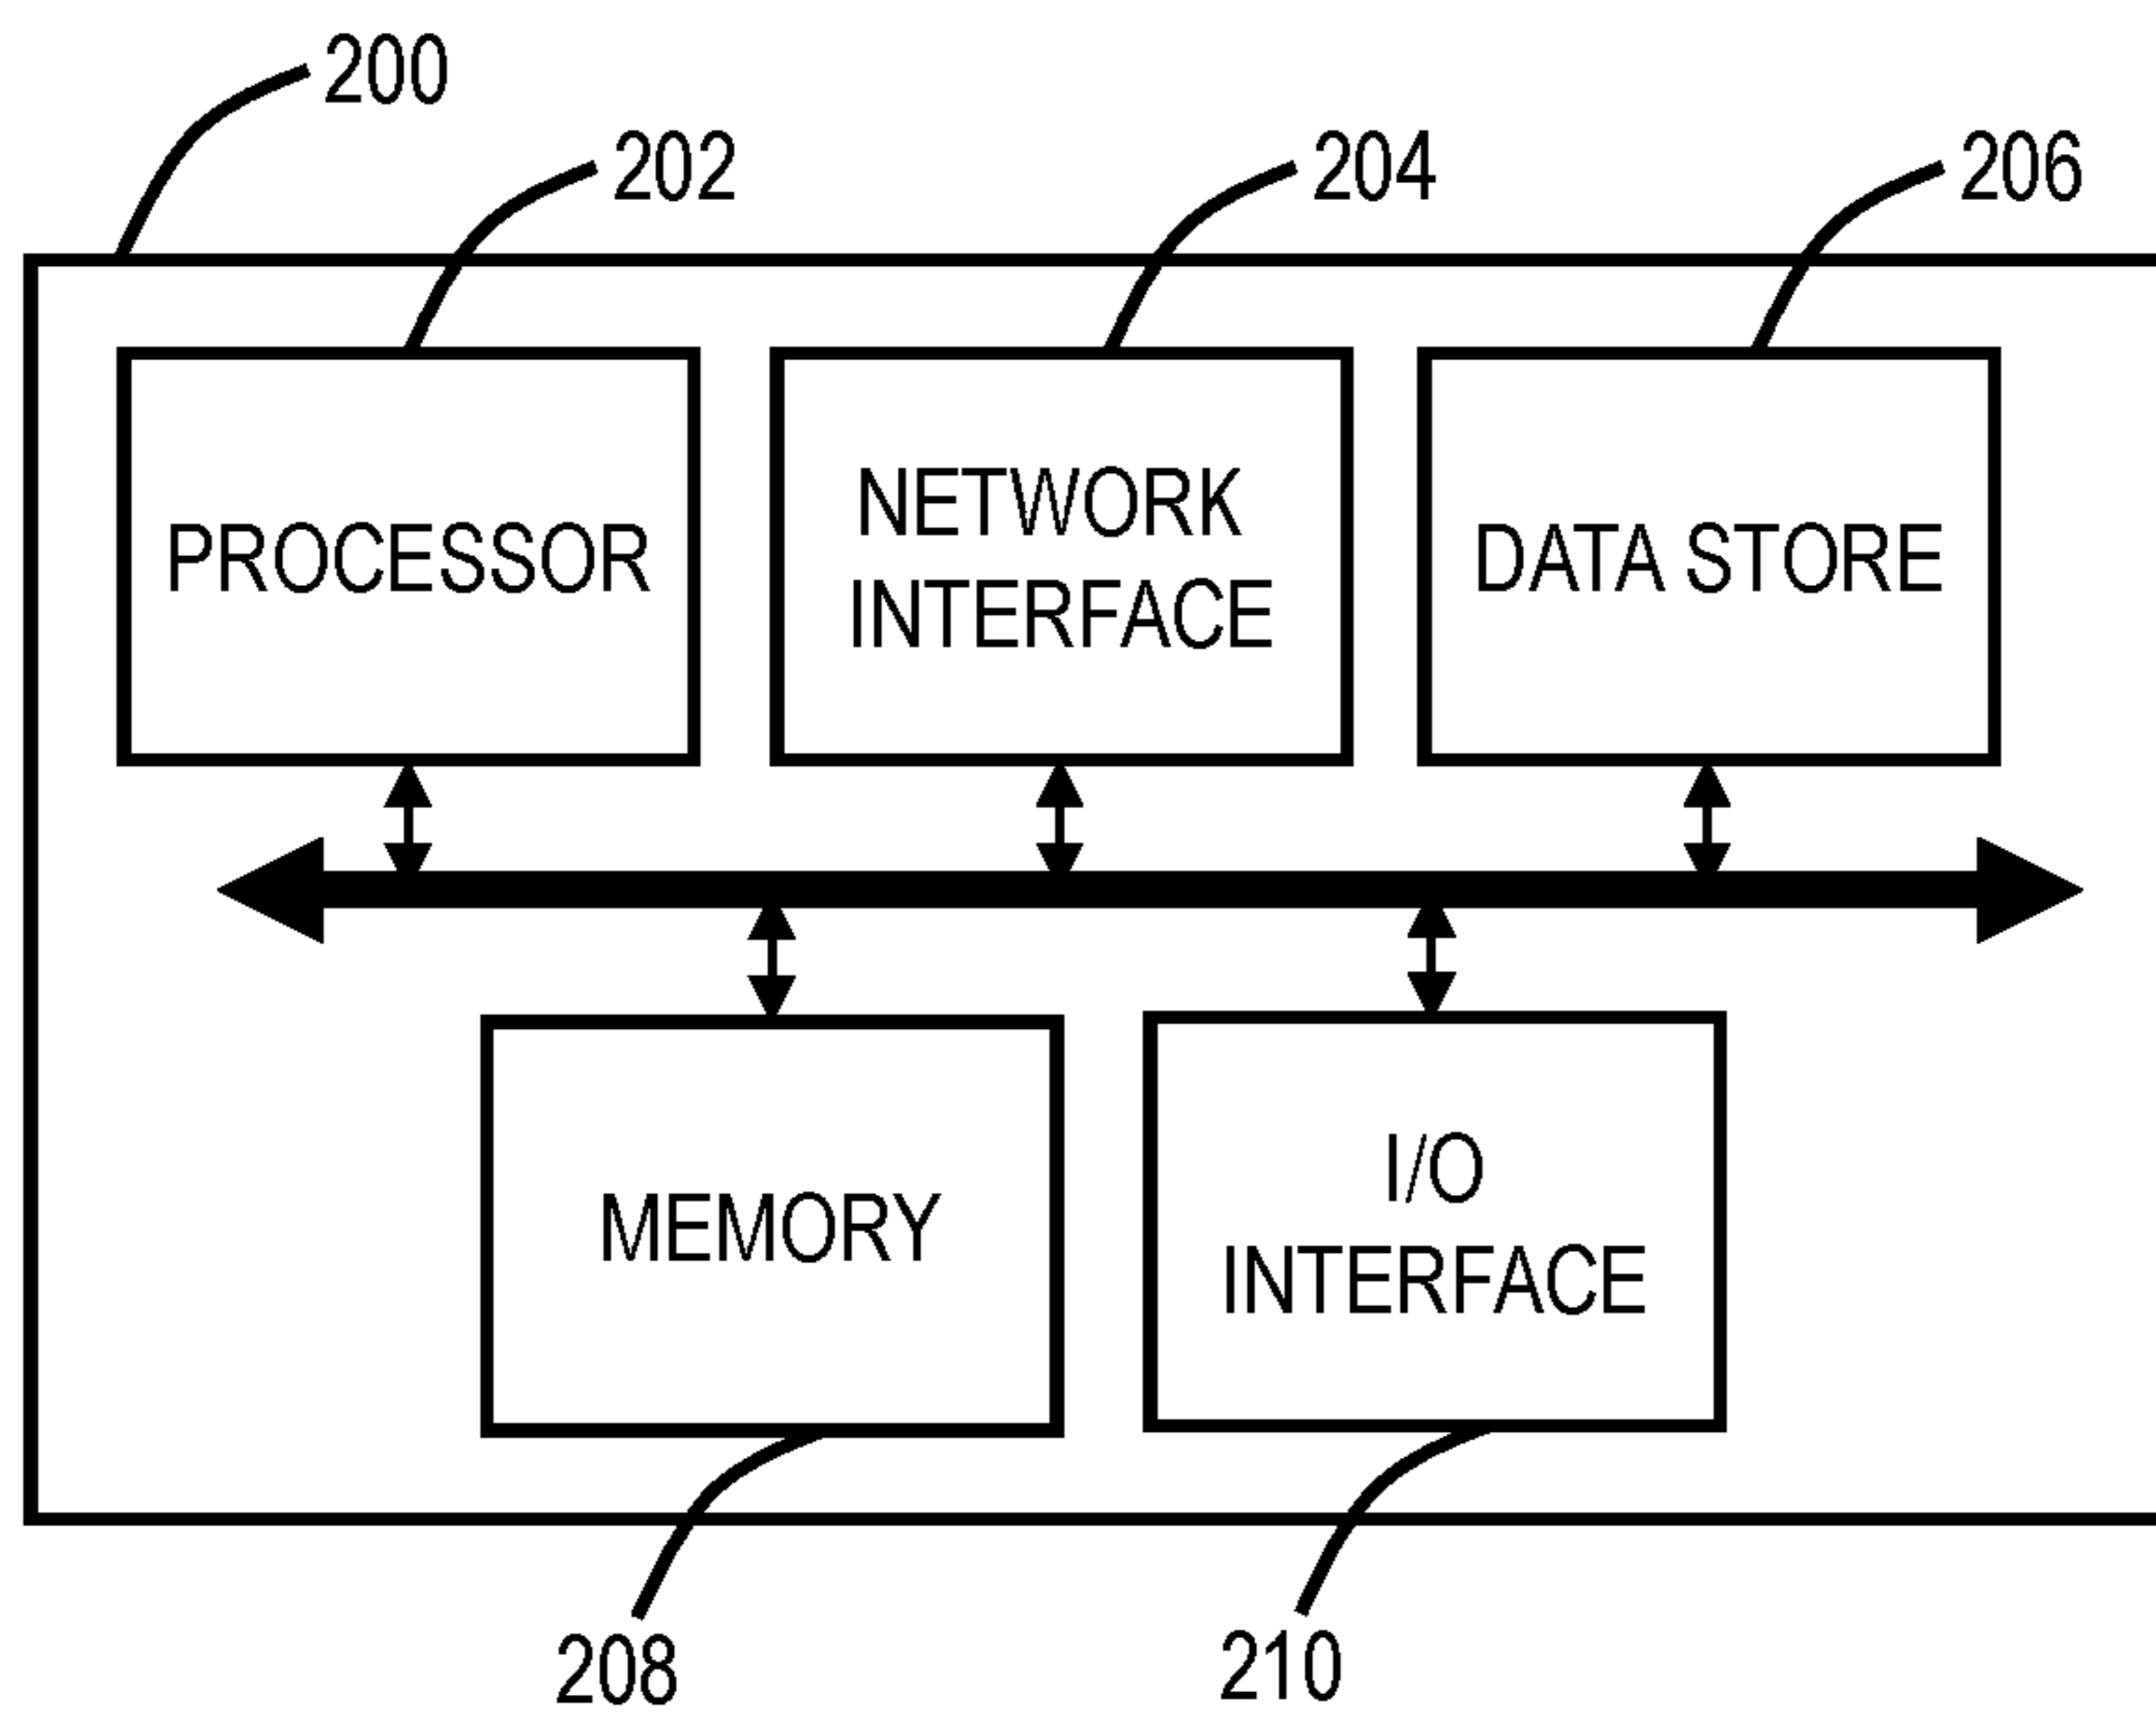 200
202
204
206
PROCESSOR
NETWORK
INTERFACE
DATA STORE
MEMORY
I/O
INTERFACE
208
210